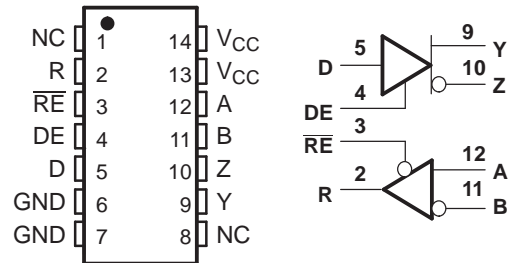 NC 1 14 VCC
R 2 13 VCC
RE 3 12 A
DE 4 11 B
D 5 10 Z
GND 6 9 Y
GND 7 8 NC
5 9
D Y
10
4 Z
DE
3
RE
12
2 A
R 11
B